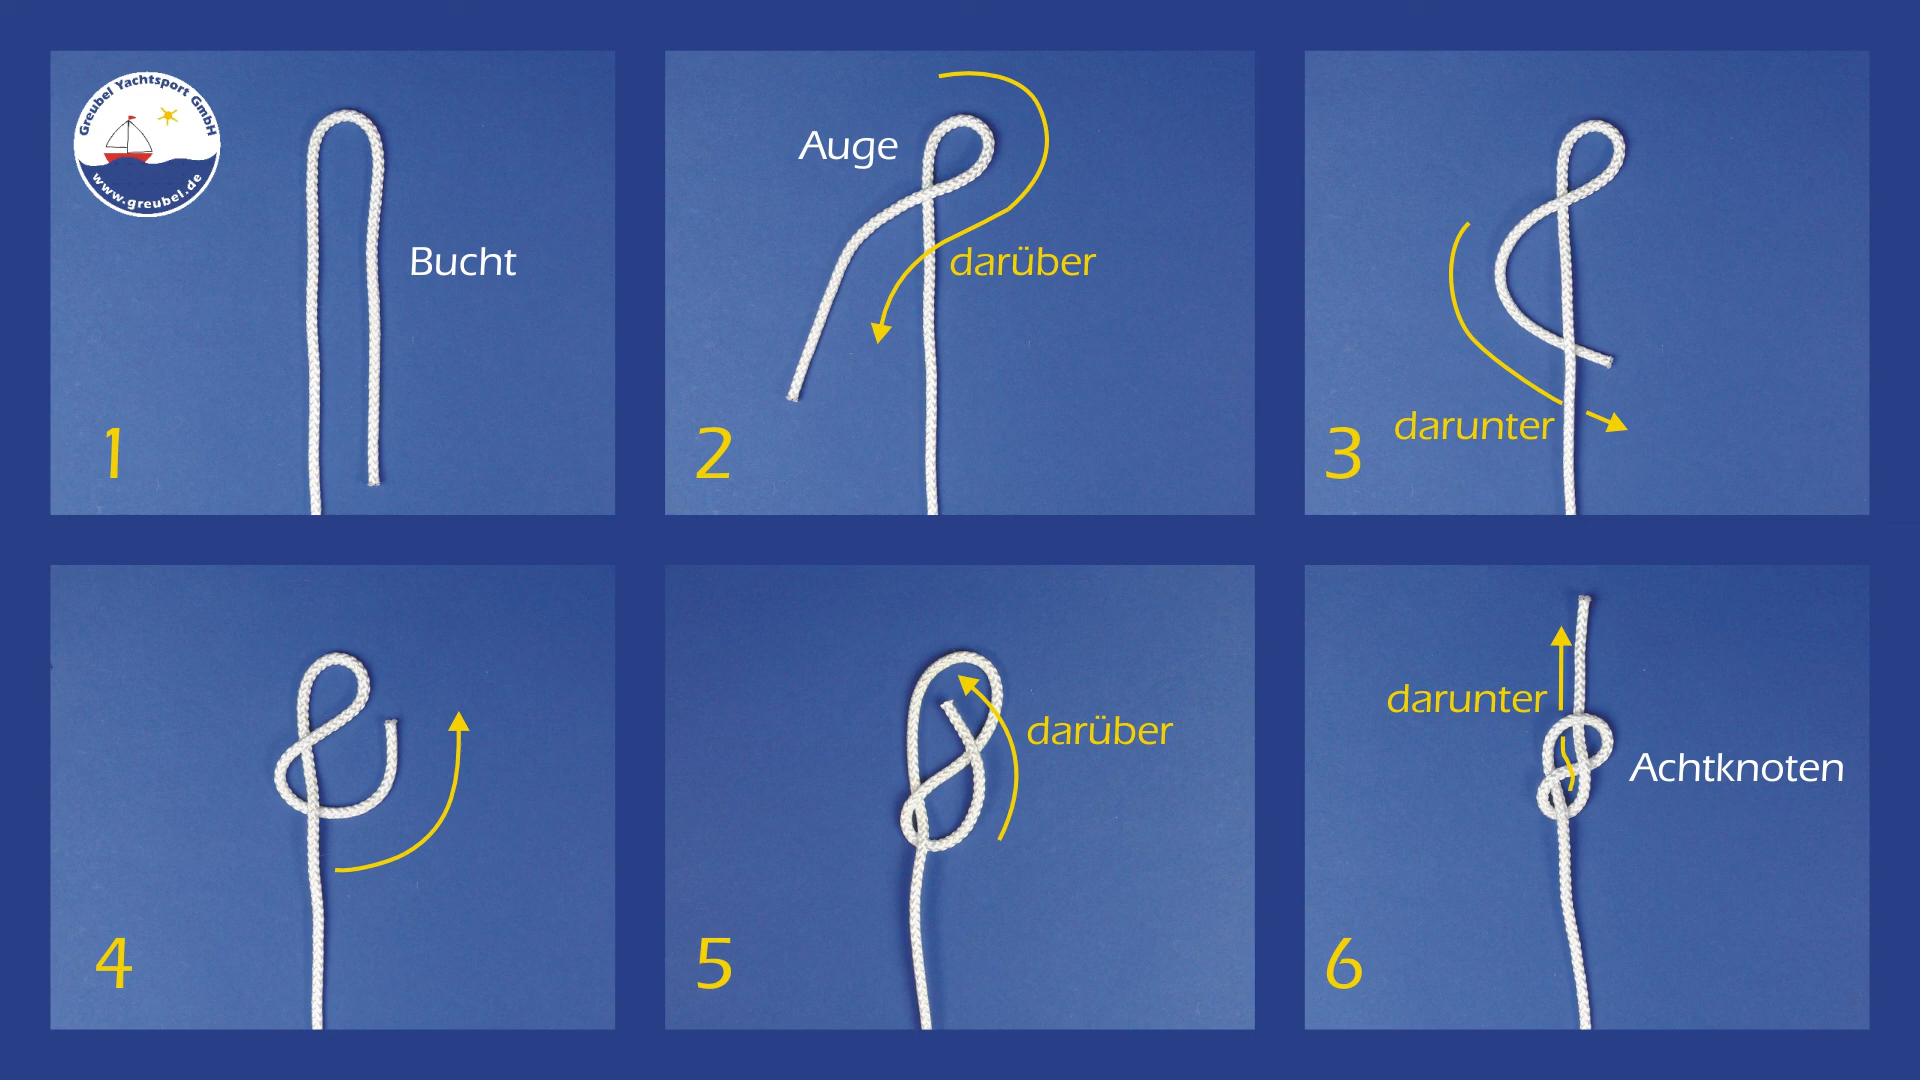 Greubel Yachtsport GmbH
www.greubel.de
Bucht
1
Auge
darüber
2
darunter
3
4
darüber
5
darunter
Achtknoten
6